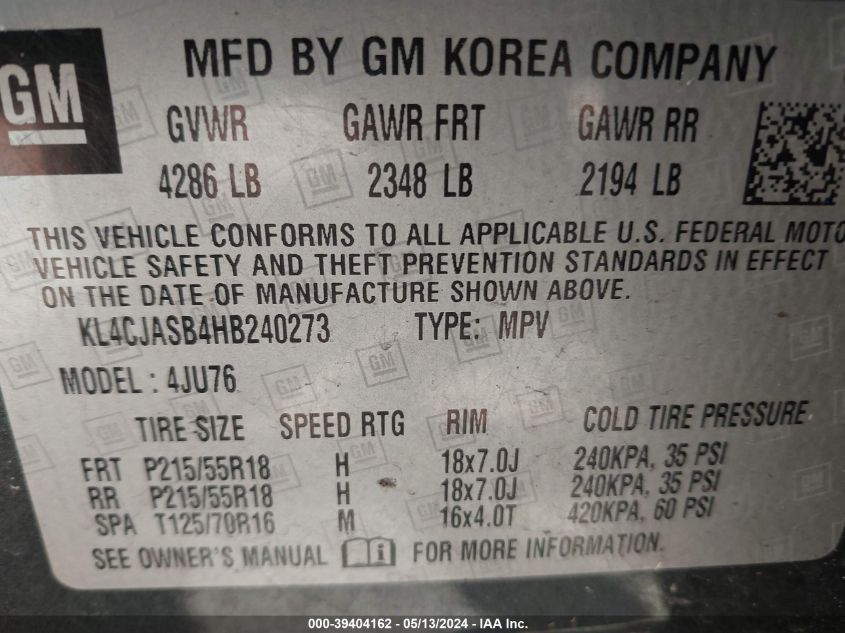 GM
MFD BY GM KOREA COMPANY
GVWR GAWR FRT GAWR RR
4286 LB 2348 LB 2194 LB
THIS VEHICLE CONFORMS TO ALL APPLICABLE U.S. FEDERAL MOTO
VEHICLE SAFETY AND THEFT PREVENTION STANDARDS IN EFFECT
ON THE DATE OF MANUFACTURE SHOWN ABOVE.
KL4CJASB4HB240273 TYPE: MPV
MODEL: 4JU76
TIRE SIZE SPEED RTG RIM COLD TIRE PRESSURE
FRT P215/55R18 H 18x7.0J 240KPA, 35 PSI
RR P215/55R18 H 18x7.0J 240KPA, 35 PSI
SPA T125/70R16 M 16x4.0T 420KPA, 60 PSI
SEE OWNER'S MANUAL FOR MORE INFORMATION.
000-39404162 - 05/13/2024 - IAA Inc.